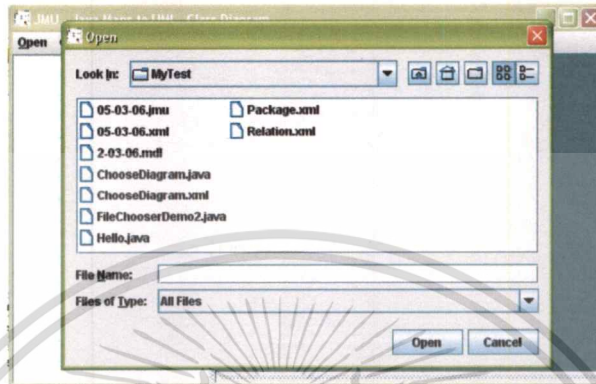 JMU - Java Maps to UML - Class Diagram
Open
Open
Look In: MyTest
05-03-06.jmu
05-03-06.xml
2-03-06.mdl
ChooseDiagram.java
ChooseDiagram.xml
FileChooserDemo2.java
Hello.java
Package.xml
Relation.xml
File Name:
Files of Type: All Files
Open Cancel